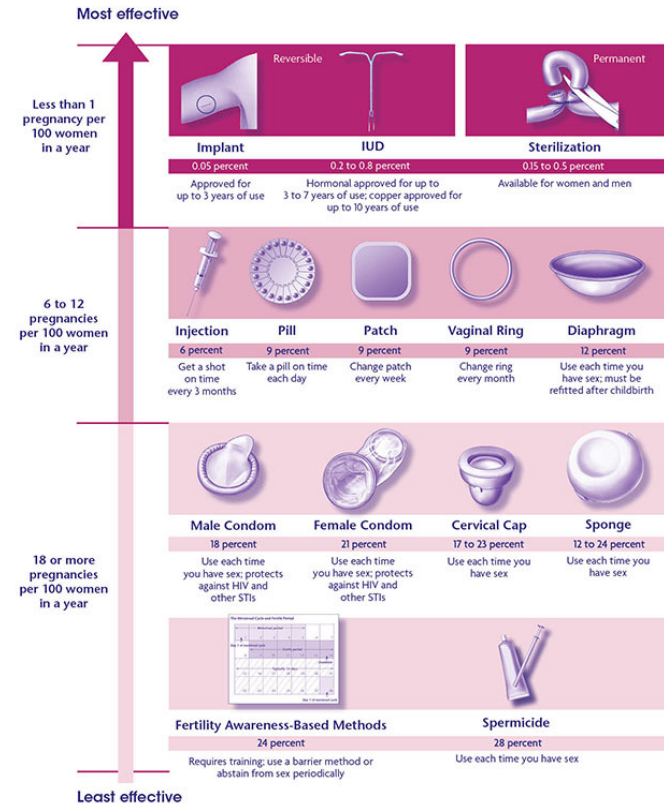 Most effective
Less than 1
pregnancy per
100 women
in a year
Reversible
Permanent
Implant
IUD
Sterilization
0.05 percent
0.2 to 0.8 percent
0.15 to 0.5 percent
Approved for
up to 3 years of use
Hormonal approved for up to
3 to 7 years of use; copper approved for
up to 10 years of use
Available for women and men
6 to 12
pregnancies
per 100 women
in a year
Injection
Pill
Patch
Vaginal Ring
Diaphragm
6 percent
9 percent
9 percent
9 percent
12 percent
Get a shot
on time
every 3 months
Take a pill on time
each day
Change patch
every week
Change ring
every month
Use each time you
have sex; must be
refitted after childbirth
18 or more
pregnancies
per 100 women
in a year
Male Condom
Female Condom
Cervical Cap
Sponge
18 percent
21 percent
17 to 23 percent
12 to 24 percent
Use each time
you have sex; protects
against HIV and
other STIs
Use each time
you have sex; protects
against HIV and
other STIs
Use each time you
have sex
Use each time you
have sex
The Menstrual Cycle and Fertile Period
Fertility Awareness-Based Methods
Spermicide
24 percent
28 percent
Requires training; use a barrier method or
abstain from sex periodically
Use each time you have sex
Least effective